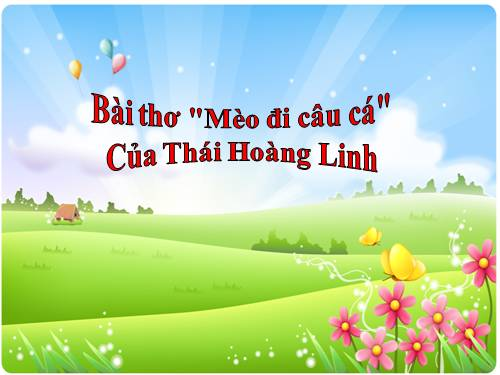 Bài thơ "Mèo đi câu cá"
Của Thái Hoàng Linh